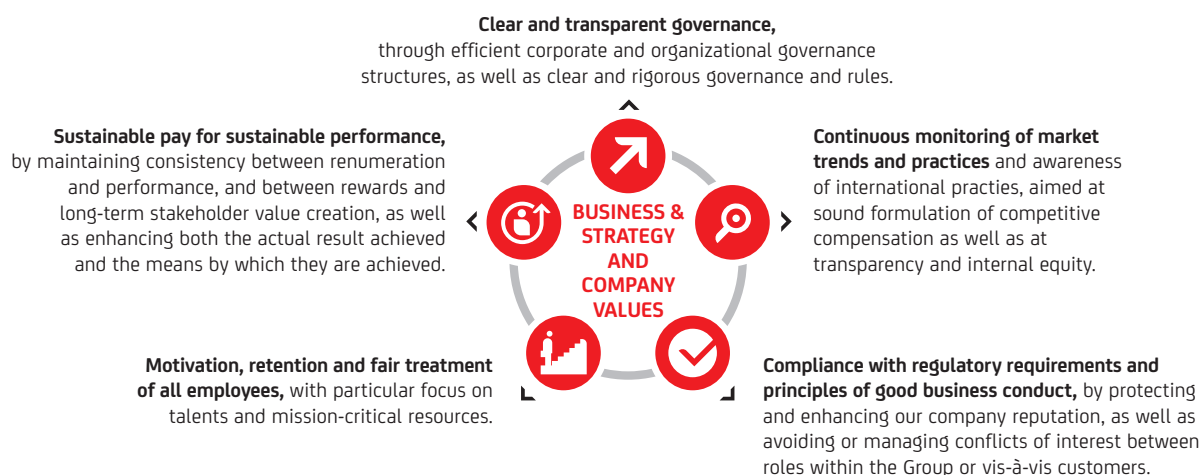 Clear and transparent governance,
through efficient corporate and organizational governance
structures, as well as clear and rigorous governance and rules.
Sustainable pay for sustainable performance,
by maintaining consistency between renumeration
and performance, and between rewards and
long-term stakeholder value creation, as well
as enhancing both the actual result achieved
and the means by which they are achieved.
BUSINESS &
STRATEGY
AND
COMPANY
VALUES
Continuous monitoring of market
trends and practices and awareness
of international practies, aimed at
sound formulation of competitive
compensation as well as at
transparency and internal equity.
Motivation, retention and fair treatment
of all employees, with particular focus on
talents and mission-critical resources.
Compliance with regulatory requirements and
principles of good business conduct, by protecting
and enhancing our company reputation, as well as
avoiding or managing conflicts of interest between
roles within the Group or vis-à-vis customers.